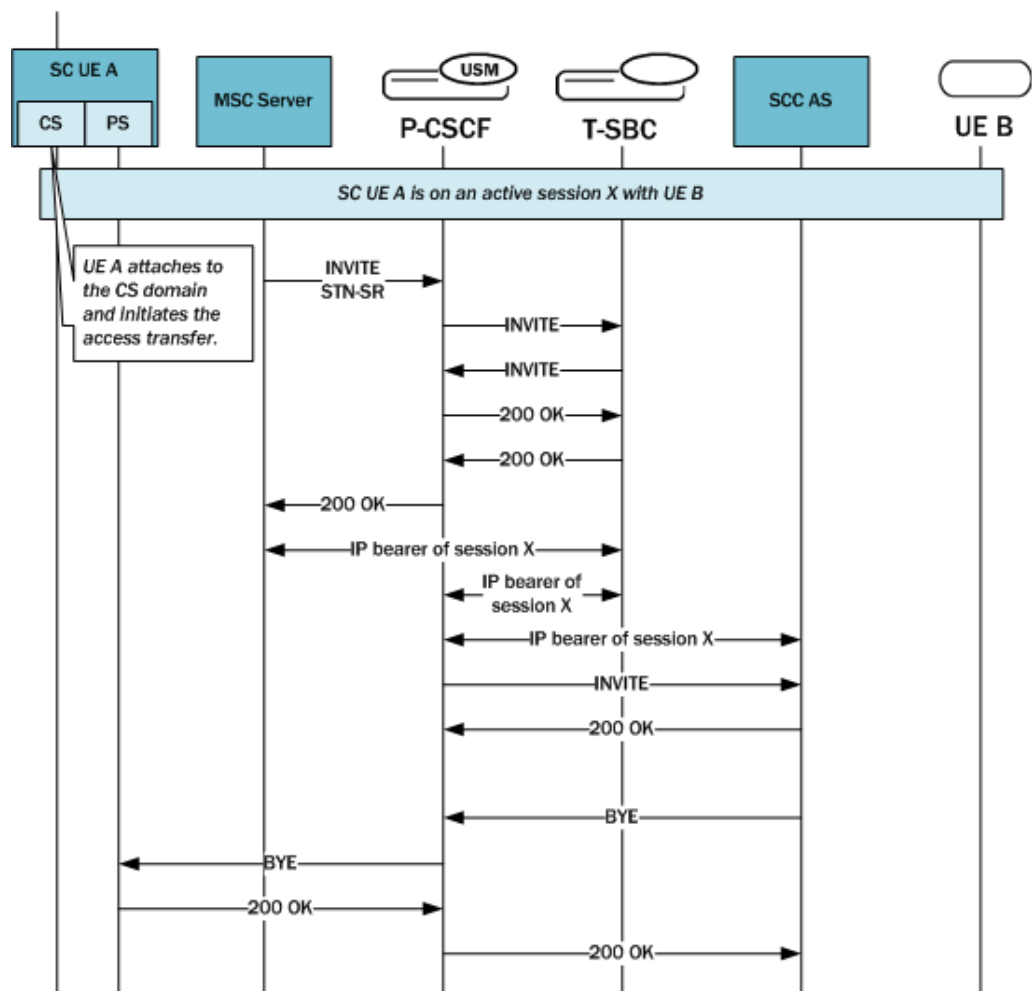 SC UE A
CS
PS
MSC Server
USM
P-CSCF
T-SBC
SCC AS
UE B
SC UE A is on an active session X with UE B
UE A attaches to
the CS domain
and initiates the
access transfer.
INVITE
STN-SR
INVITE
INVITE
200 OK
200 OK
200 OK
IP bearer of session X
IP bearer of
session X
IP bearer of session X
INVITE
200 OK
BYE
BYE
200 OK
200 OK